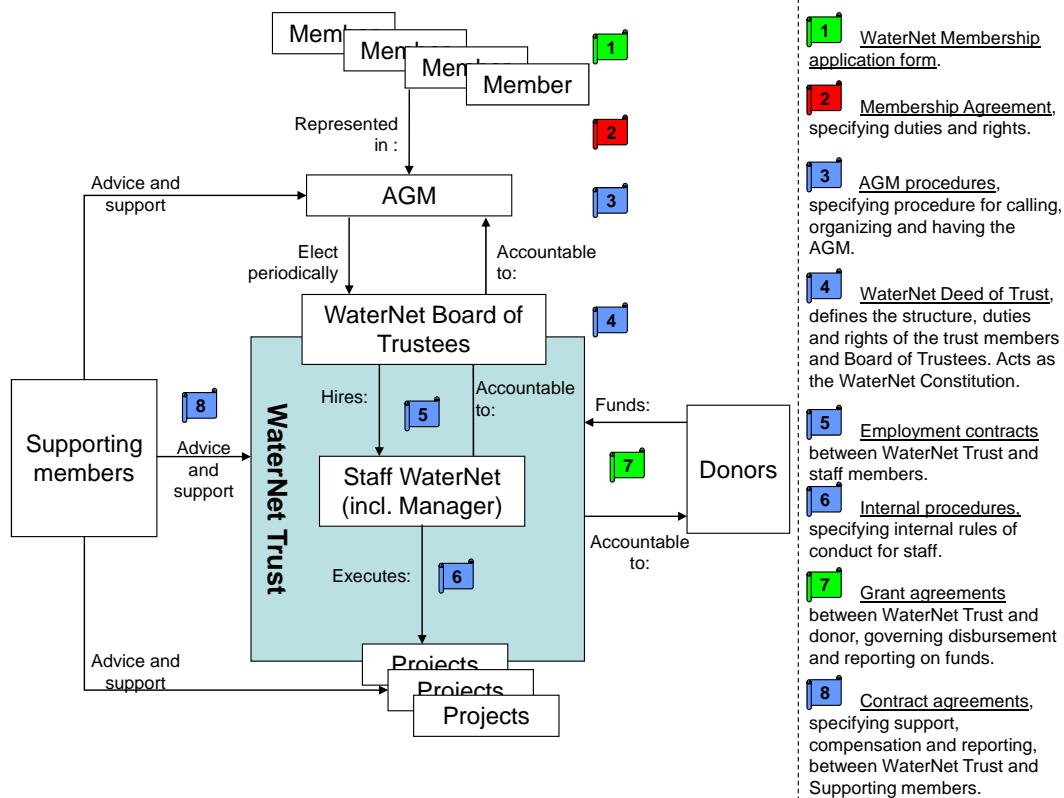 Member
Member
Member
Member
1
Represented
in :
2
Advice and
support
AGM
3
Elect
periodically
Accountable
to:
WaterNet Board of
Trustees
4
WaterNet Trust
Hires:
5
Accountable
to:
8
Supporting
members
Advice
and
support
Staff WaterNet
(incl. Manager)
Funds:
7
Donors
Accountable
to:
Executes:
6
Advice and
support
Projects
Projects
Projects
1 WaterNet Membership
application form.
2 Membership Agreement,
specifying duties and rights.
3 AGM procedures,
specifying procedure for calling,
organizing and having the
AGM.
4 WaterNet Deed of Trust,
defines the structure, duties
and rights of the trust members
and Board of Trustees. Acts as
the WaterNet Constitution.
5 Employment contracts
between WaterNet Trust and
staff members.
6 Internal procedures,
specifying internal rules of
conduct for staff.
7 Grant agreements
between WaterNet Trust and
donor, governing disbursement
and reporting on funds.
8 Contract agreements,
specifying support,
compensation and reporting,
between WaterNet Trust and
Supporting members.